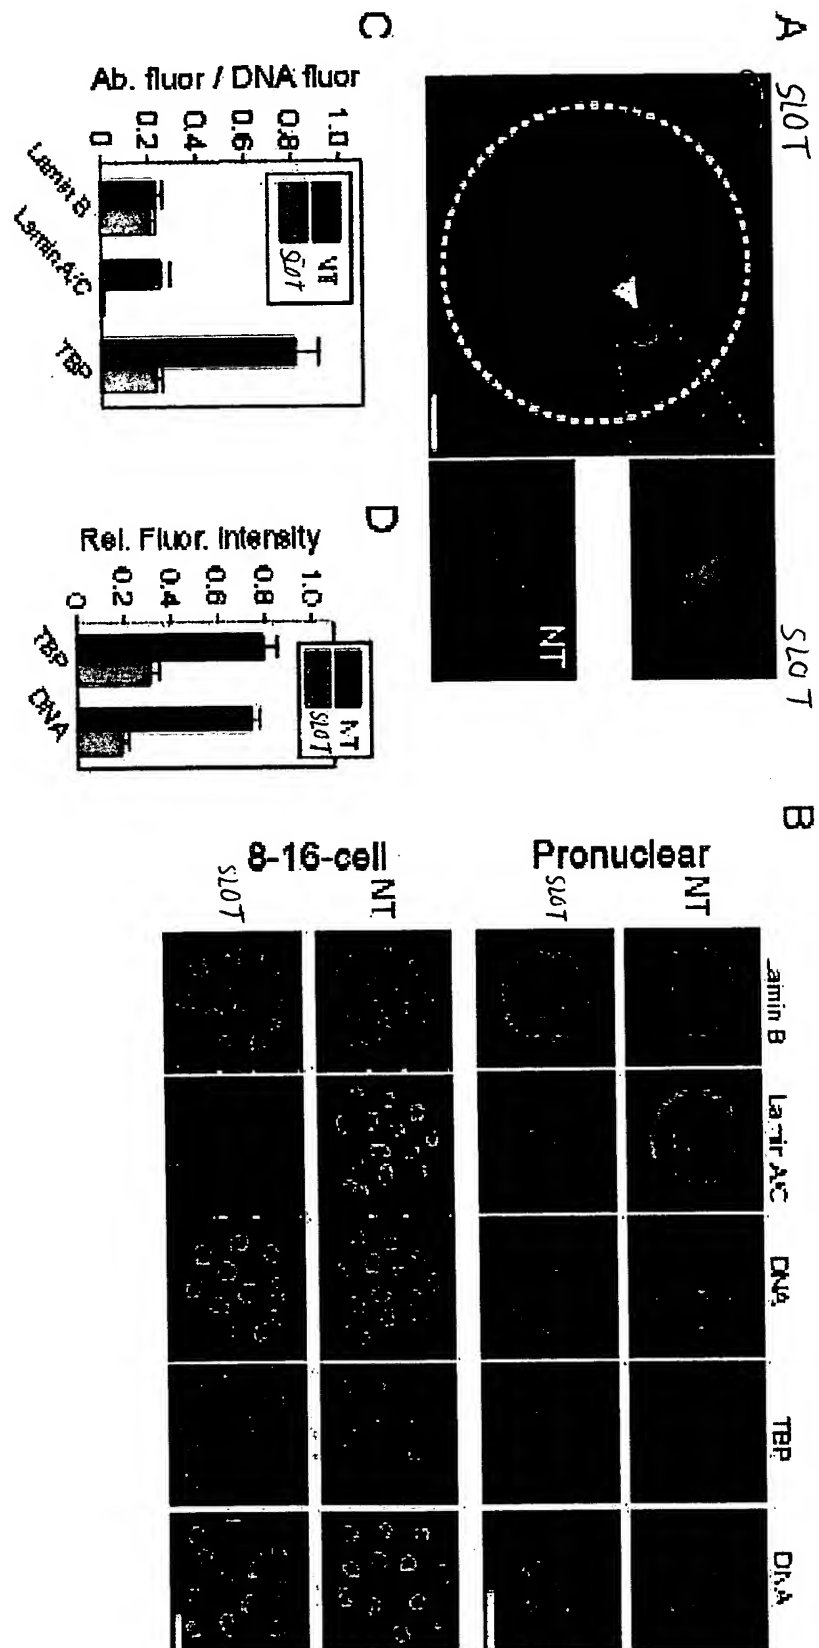 A
SLOT
SLOT
NT
B
Lamin A/C
DNA
TBP
DNA
Pronuclear
NT
SLOT
8-16-cell
NT
SLOT
C
Ab. fluor / DNA fluor
1.0
0.8
0.6
0.4
0.2
0
NT
SLOT
Lamin B
Lamin A/C
TBP
D
Rel. Fluor. Intensity
1.0
0.8
0.6
0.4
0.2
0
NT
SLOT
TBP
DNA